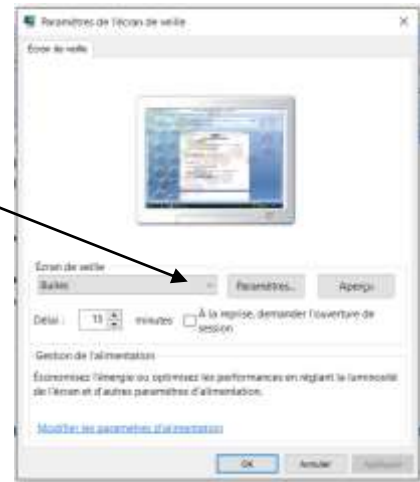 Paramètres de l'écran de veille
Écran de veille
Écran de veille
Bulles
Paramètres...
Aperçu
Délai :
15
minutes
À la reprise, demander l'ouverture de
session
Gestion de l'alimentation
Économisez l'énergie ou optimisez les performances en réglant la luminosité
de l'écran et d'autres paramètres d'alimentation.
Modifier les paramètres d'alimentation
OK
Annuler
Appliquer